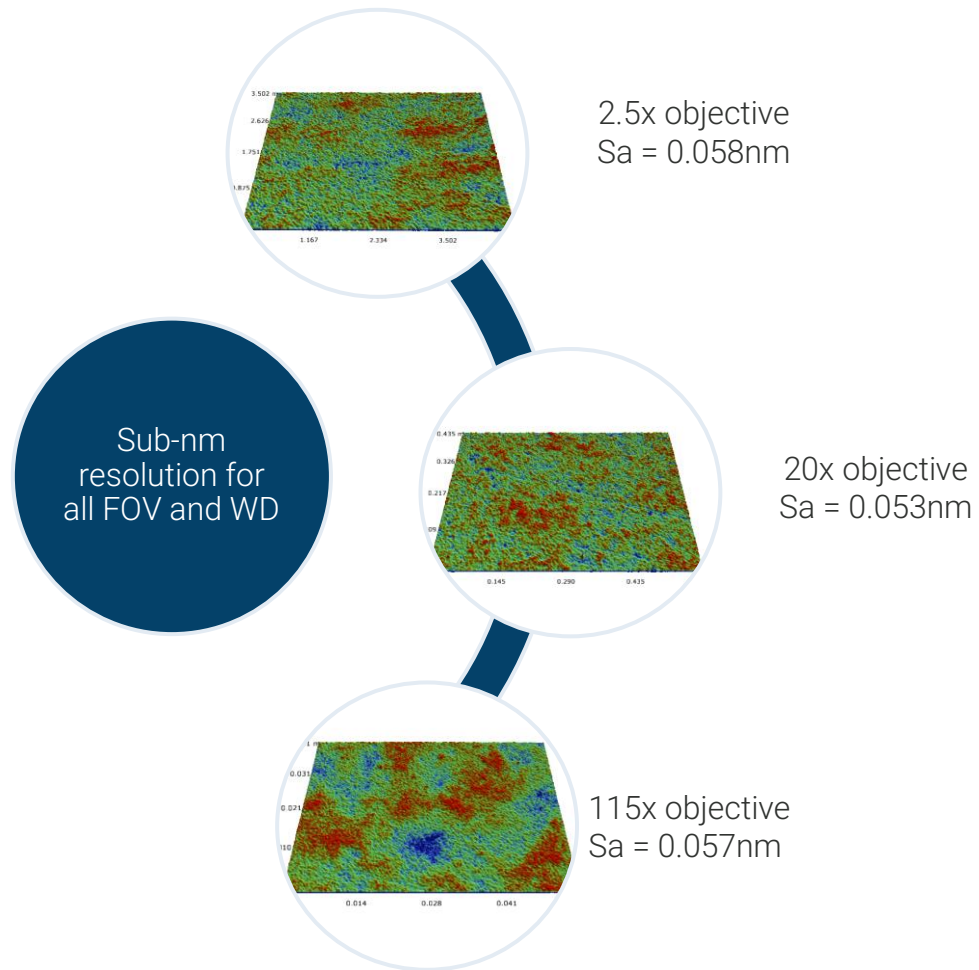 3.502 m
2.626
1.751
1.167
2.334
3.502
2.5x objective
Sa = 0.058nm
Sub-nm
resolution for
all FOV and WD
0.435 m
0.326
0.217
0.145
0.290
0.435
20x objective
Sa = 0.053nm
0.031
0.021
0.014
0.028
0.041
115x objective
Sa = 0.057nm